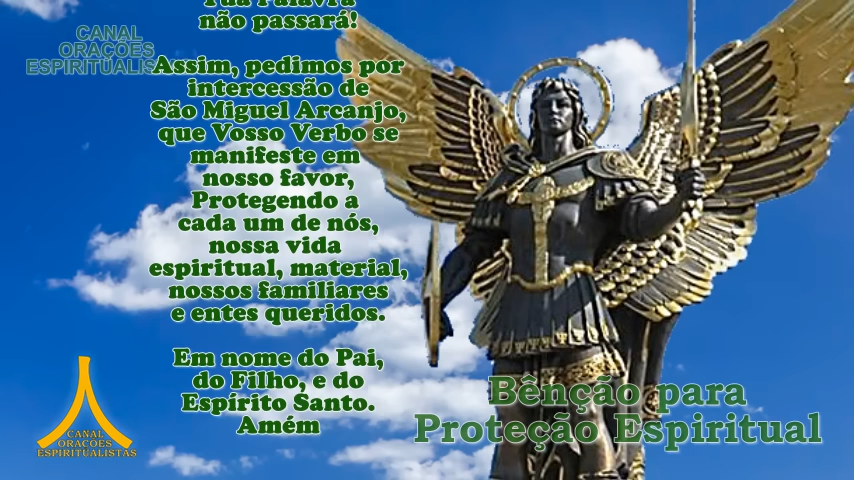 Tua Palavra
não passará!
CANAL
ORAÇÕES
ESPIRITUALIS
Assim, pedimos por
intercessão de
São Miguel Arcanjo,
que Vosso Verbo se
manifeste em
nosso favor,
Protegendo a
cada um de nós,
nossa vida
espiritual, material,
nossos familiares
e entes queridos.
Em nome do Pai,
do Filho, e do
Espírito Santo.
Amém
Bênção para
Proteção Espiritual
CANAL
ORAÇÕES
ESPIRITUALISTAS